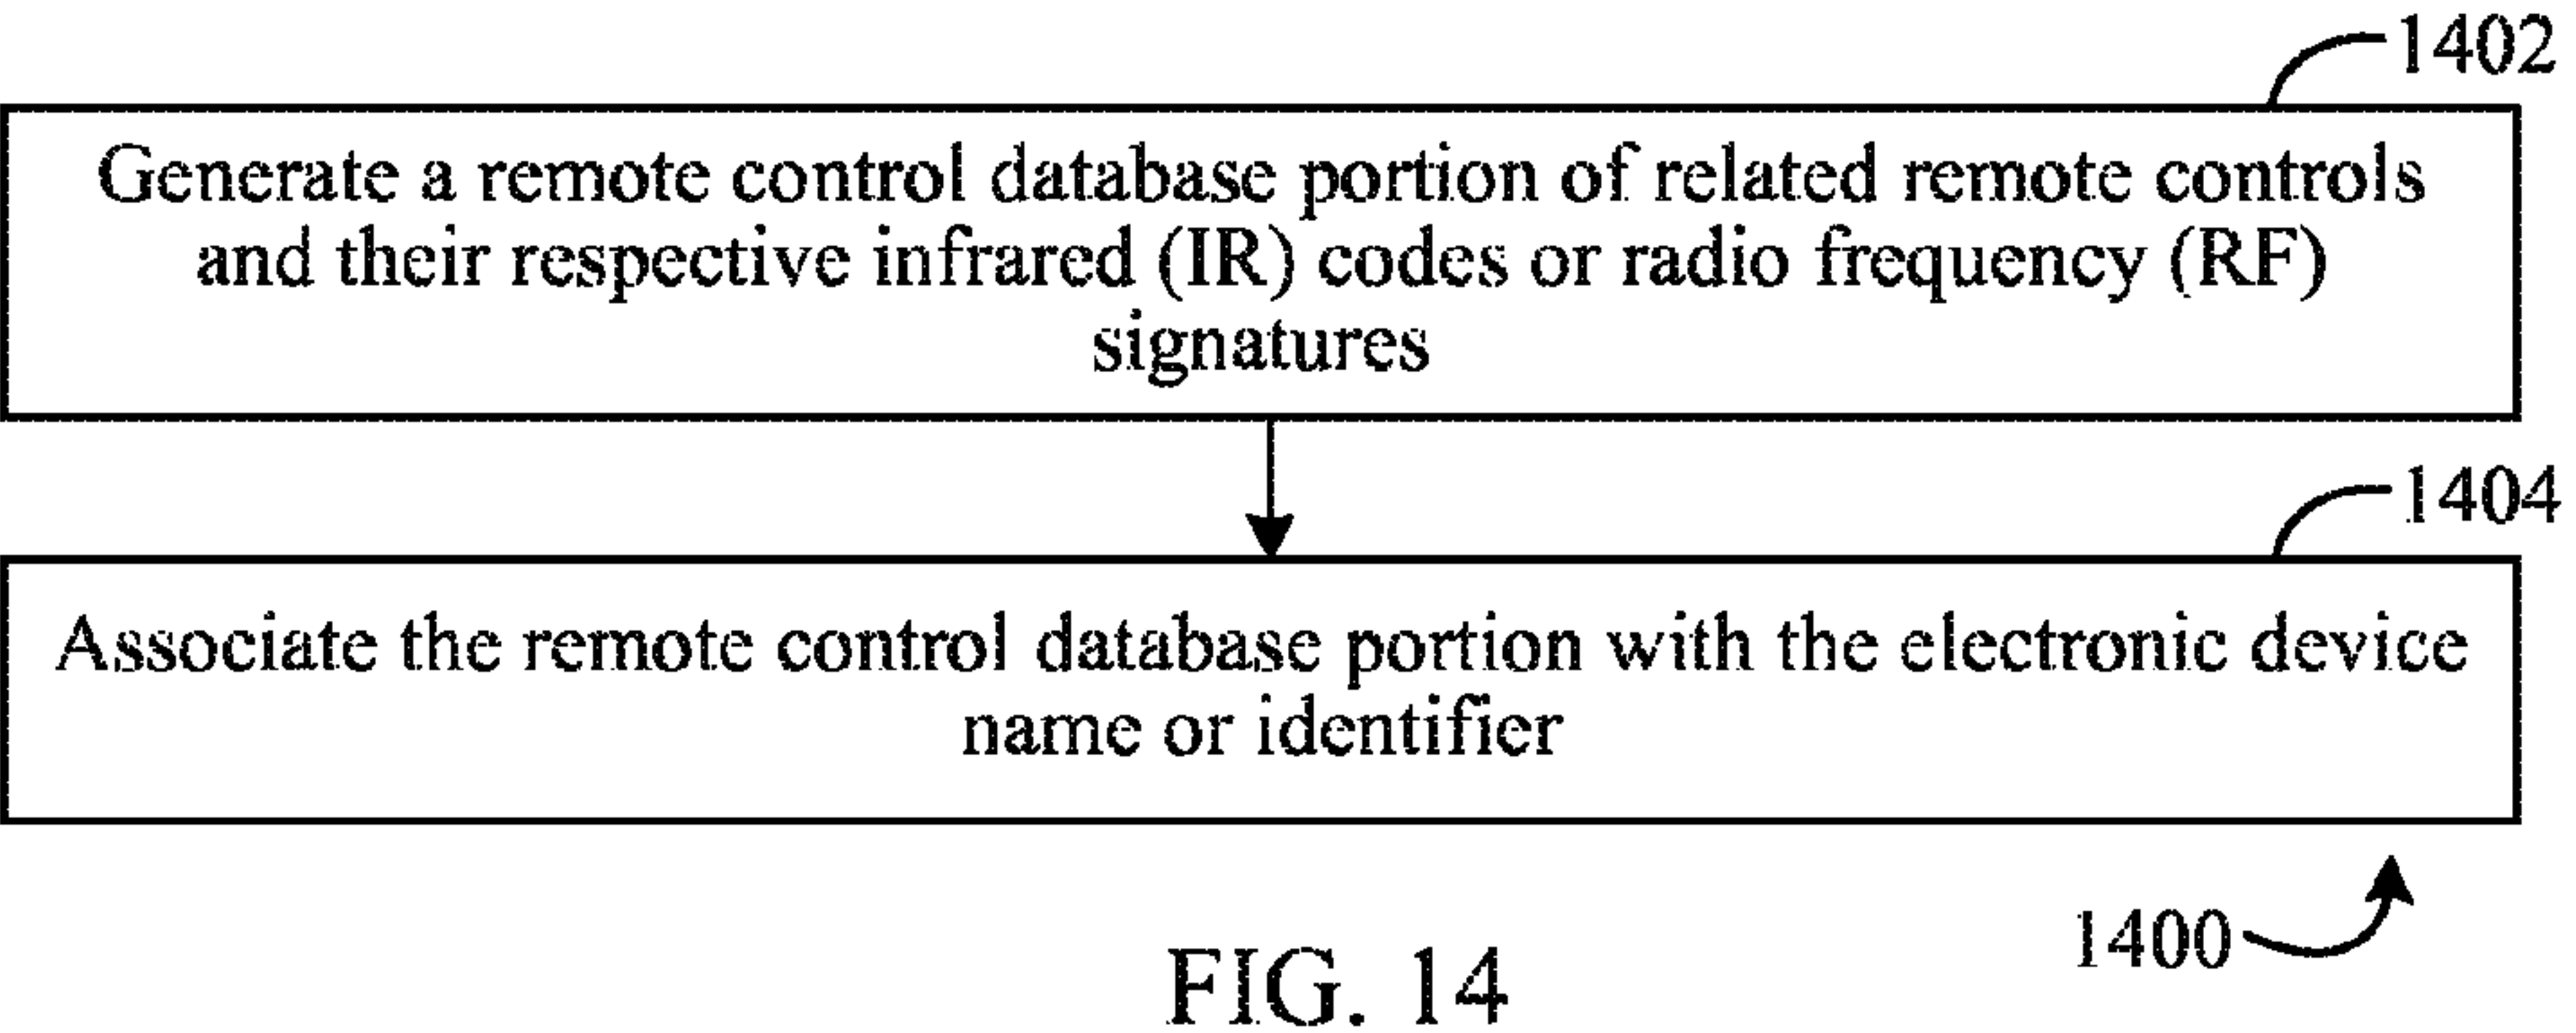 1402
Generate a remote control database portion of related remote controls
and their respective infrared (IR) codes or radio frequency (RF)
signatures
1404
Associate the remote control database portion with the electronic device
name or identifier
1400
FIG. 14